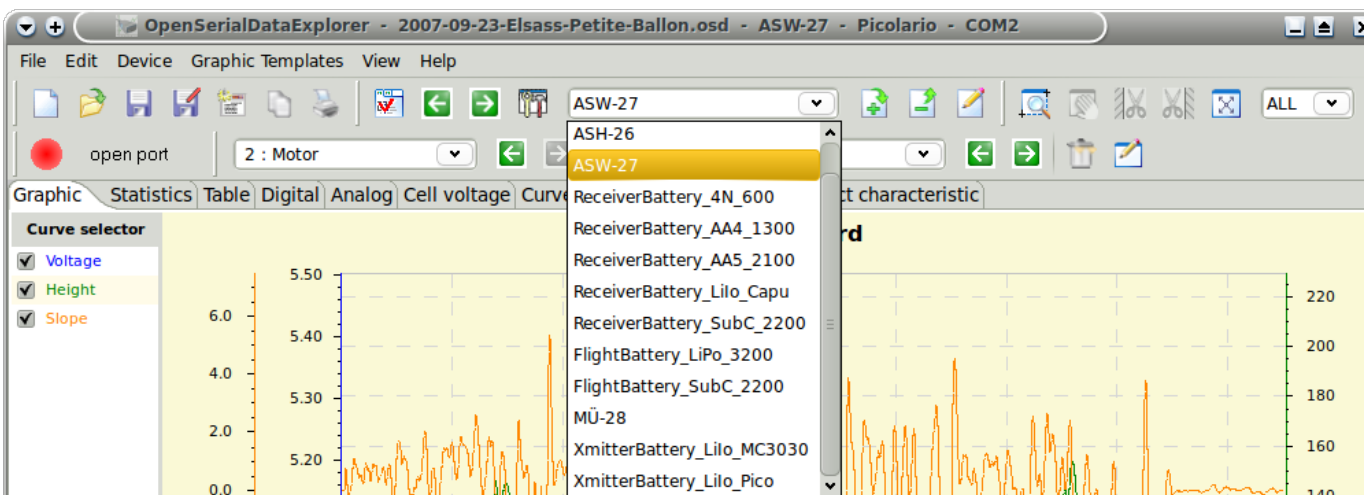 OpenSerialDataExplorer - 2007-09-23-Elsass-Petite-Ballon.osd - ASW-27 - Picolario - COM2
File Edit Device Graphic Templates View Help
ASW-27
ALL
open port
2 : Motor
ASH-26
ASW-27
ReceiverBattery_4N_600
ReceiverBattery_AA4_1300
ReceiverBattery_AA5_2100
ReceiverBattery_LiIo_Capu
ReceiverBattery_SubC_2200
FlightBattery_LiPo_3200
FlightBattery_SubC_2200
MÜ-28
XmitterBattery_LiIo_MC3030
XmitterBattery_LiIo_Pico
Graphic Statistics Table Digital Analog Cell voltage Curve ct characteristic
Curve selector
Voltage
Height
Slope
rd
6.0
4.0
2.0
0.0
5.50
5.40
5.30
5.20
220
200
180
160
140